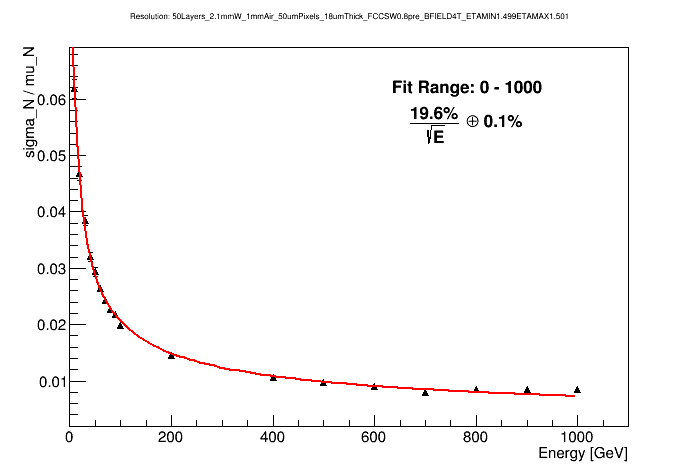 Resolution: 50Layers_2.1mmW_1mmAir_50umPixels_18umThick_FCCSW0.8pre_BFIELD4T_ETAMIN1.499ETAMAX1.501
sigma_N / mu_N
Fit Range: 0 - 1000
19.6%
⊕ 0.1%
√E
0.06
0.05
0.04
0.03
0.02
0.01
0 200 400 600 800 1000
Energy [GeV]